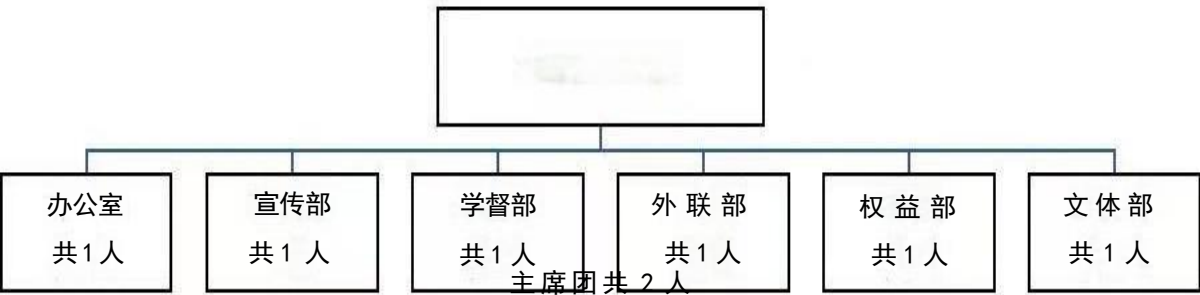 办公室
共1人
宣传部
共1 人
学督部
共1人
外 联 部
共1人
权 益 部
共1人
文 体 部
共 1 人
主席团共 2 人